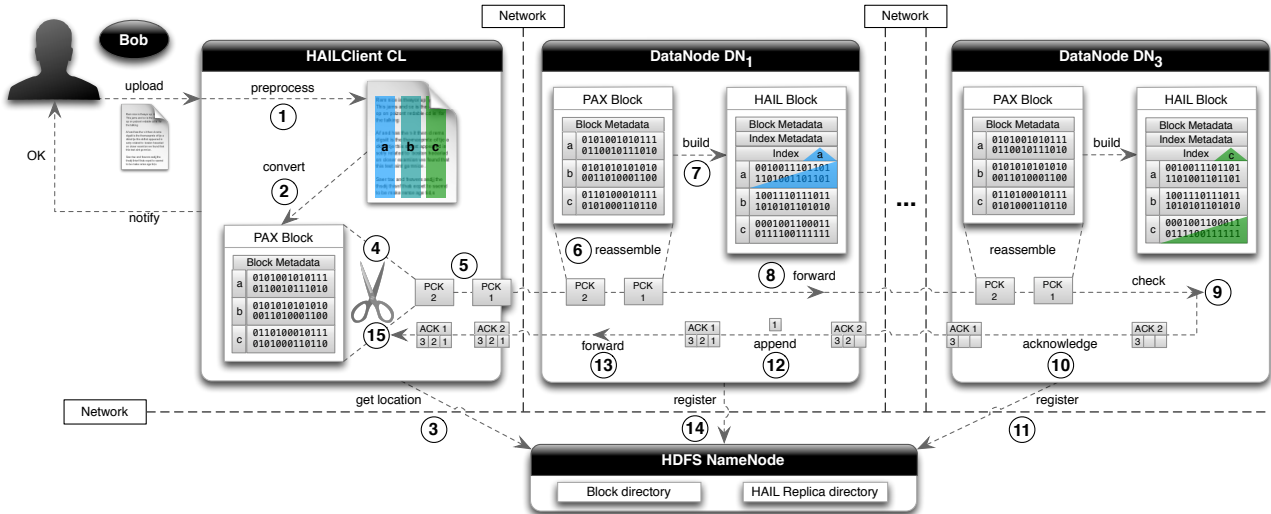 Bob
upload
OK
notify
Network
HAILClient CL
preprocess
1
a b c
convert
2
PAX Block
Block Metadata
a
0101001010111
0110010111010
b
0101010101010
0011010001100
c
0110100010111
0101000110110
4
5
PCK
2
PCK
1
15
ACK 1
3 2 1
ACK 2
3 2 1
DataNode DN1
PAX Block
Block Metadata
a
0101001010111
0110010111010
b
0101010101010
0011010001100
c
0110100010111
0101000110110
build
7
HAIL Block
Block Metadata
Index Metadata
Index a
a
0010011101101
1101001101101
b
1001110111011
1010101101010
c
0001001100011
0111100111111
6
reassemble
PCK
2
PCK
1
8
forward
forward
13
ACK 1
3 2 1
1
append
12
ACK 2
3 2
Network
...
DataNode DN3
PAX Block
Block Metadata
a
0101001010111
0110010111010
b
0101010101010
0011010001100
c
0110100010111
0101000110110
build
HAIL Block
Block Metadata
Index Metadata
Index c
a
0010011101101
1101001101101
b
1001110111011
1010101101010
c
0001001100011
0111100111111
reassemble
PCK
2
PCK
1
check
9
ACK 1
3
acknowledge
10
ACK 2
3
Network
get location
3
register
14
register
11
HDFS NameNode
Block directory
HAIL Replica directory